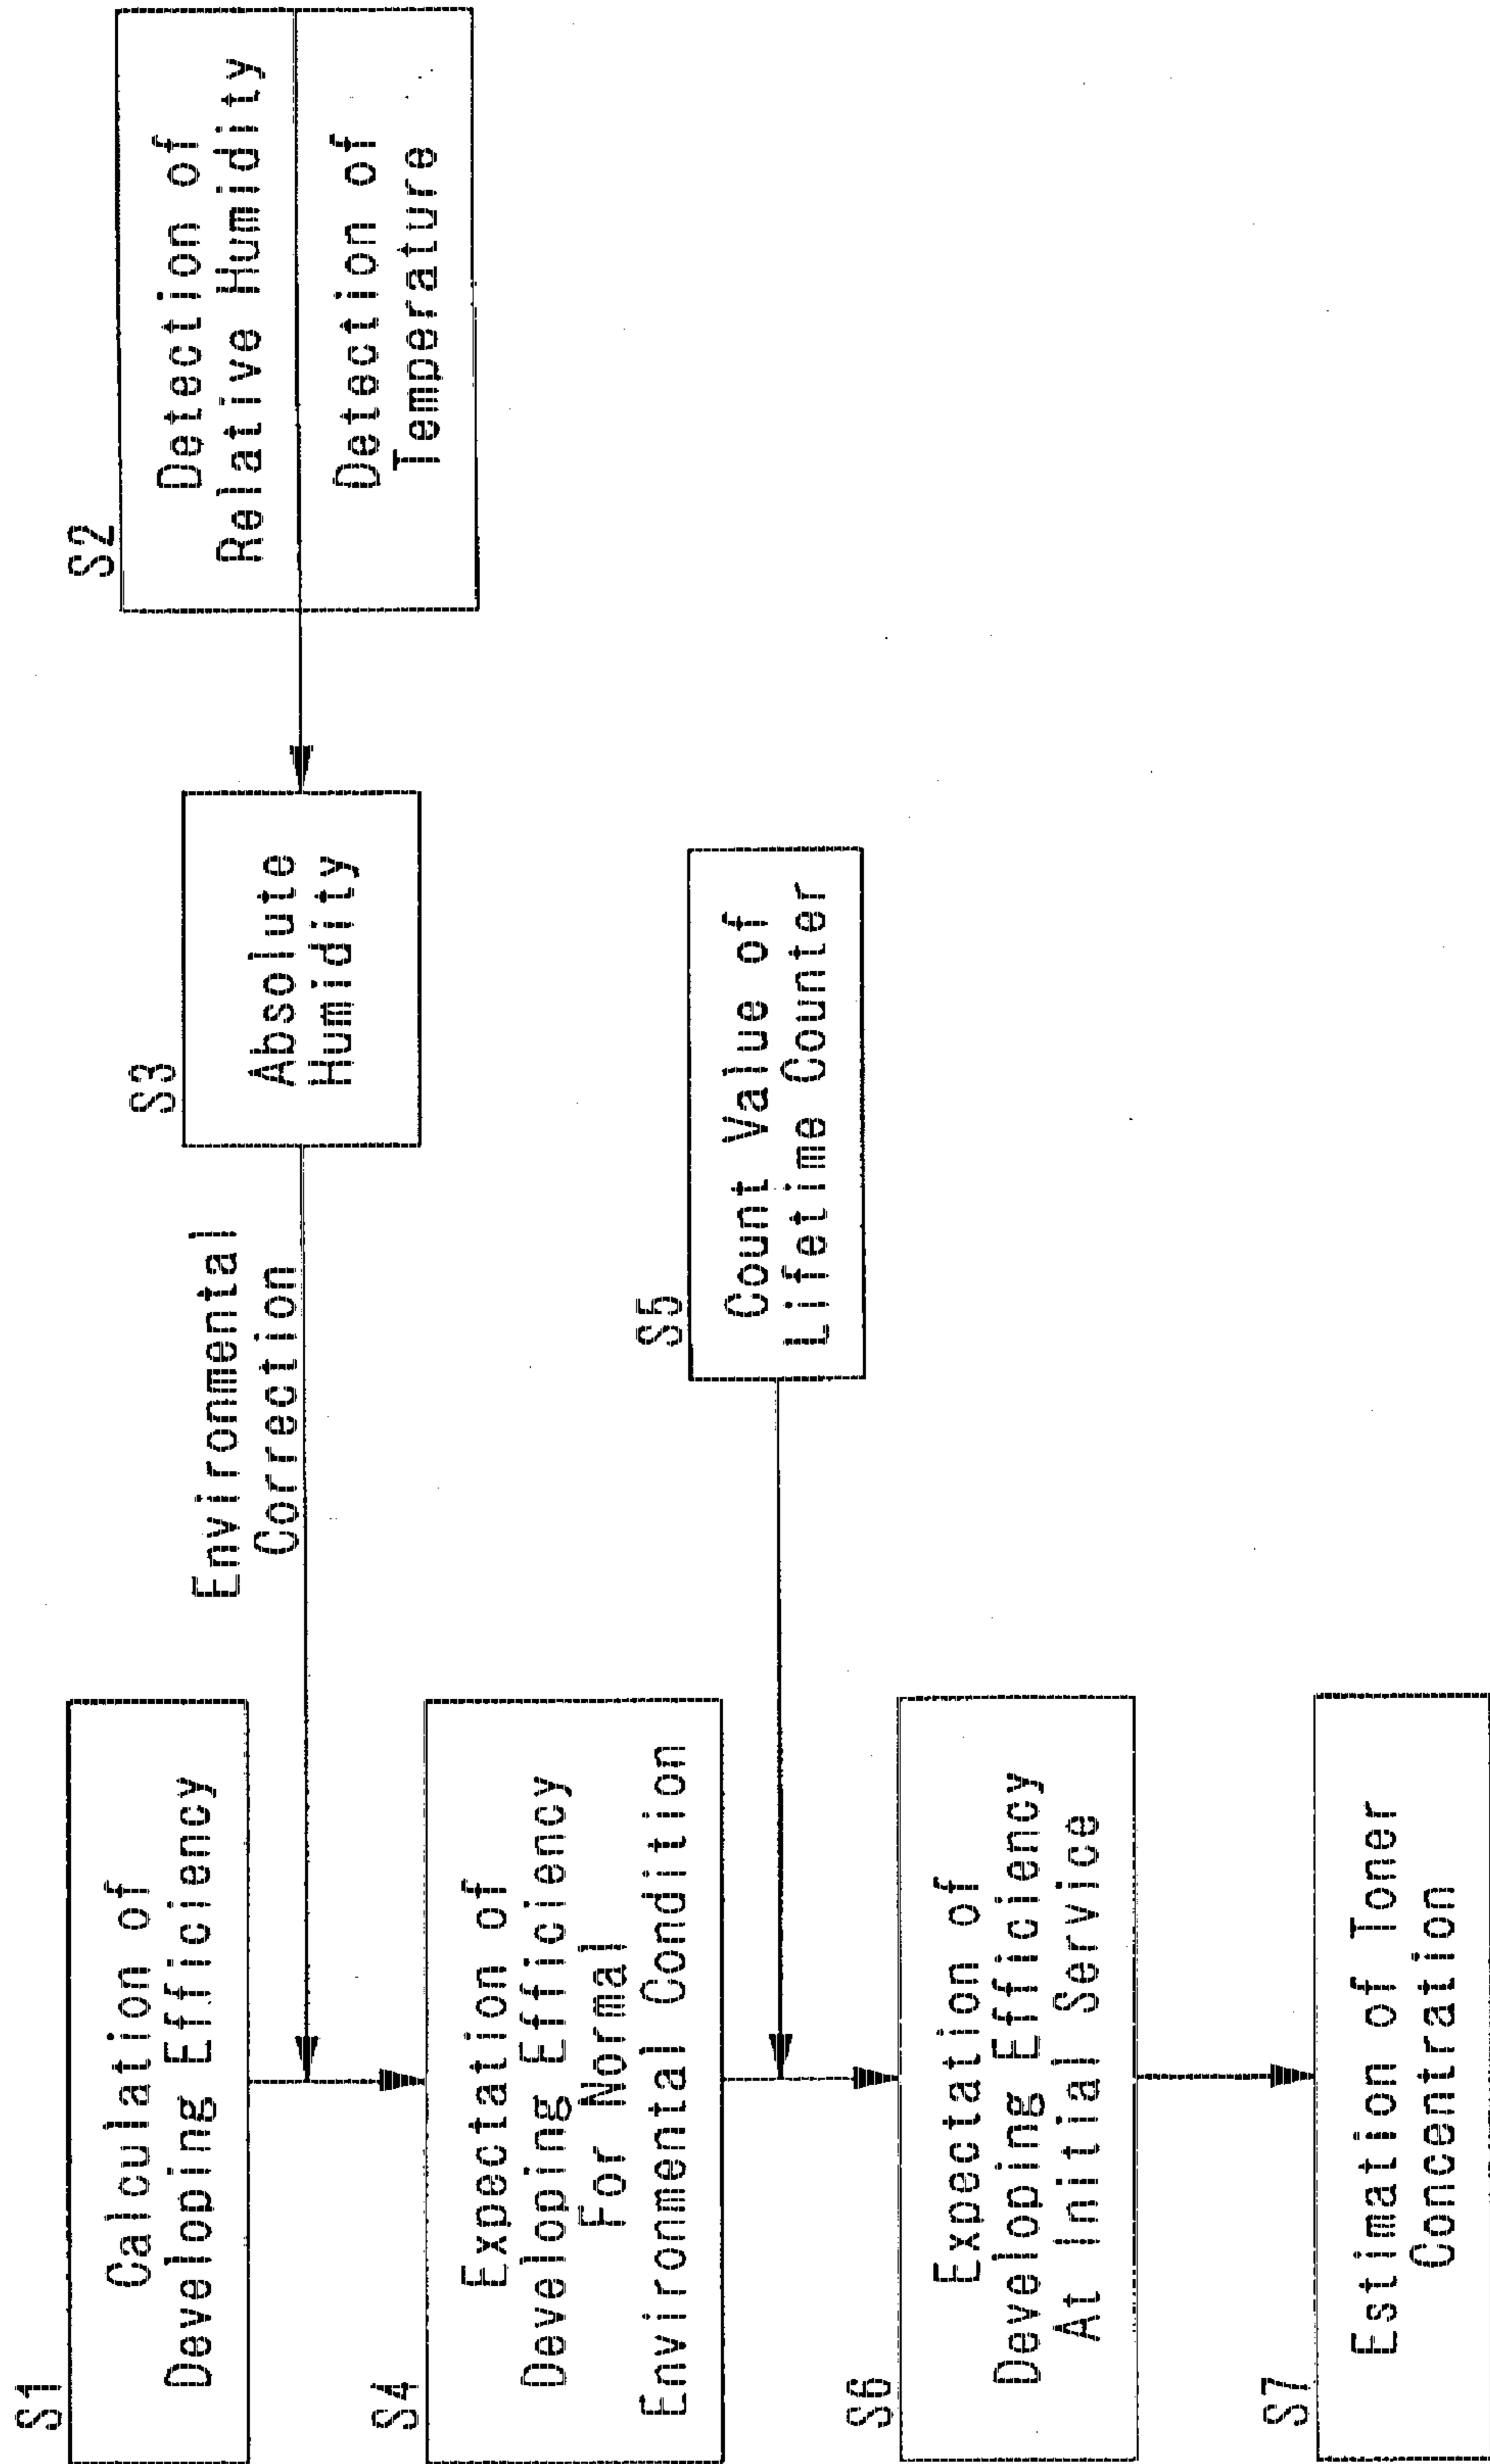 S1
Calculation of
Developing Efficiency
S2
Detection of
Relative Humidity
Detection of
Temperature
S3
Absolute
Humidity
Environmental
Correction
S4
Expectation of
Developing Efficiency
For Normal
Environmental Condition
S5
Count Value of
Lifetime Counter
S6
Expectation of
Developing Efficiency
At Initial Service
S7
Estimation of Toner
Concentration